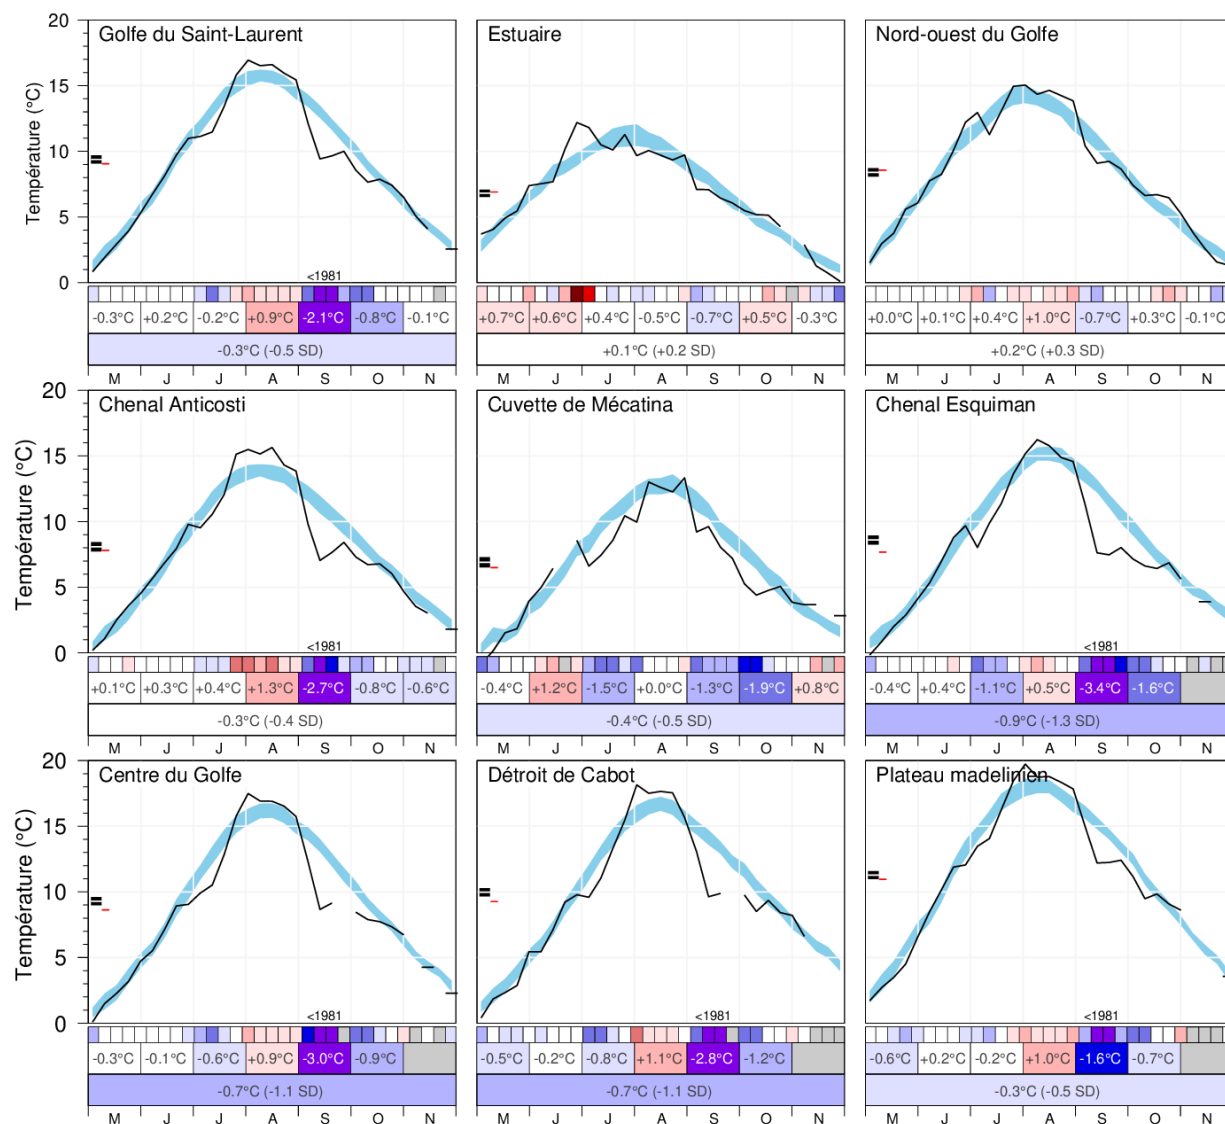 Golfe du Saint-Laurent
Estuaire
Nord-ouest du Golfe
Température (°C)
20
15
10
5
0
<1981
-0.3°C +0.2°C -0.2°C +0.9°C -2.1°C -0.8°C -0.1°C
+0.7°C +0.6°C +0.4°C -0.5°C -0.7°C +0.5°C -0.3°C
+0.0°C +0.1°C +0.4°C +1.0°C -0.7°C +0.3°C -0.1°C
-0.3°C (-0.5 SD)
+0.1°C (+0.2 SD)
+0.2°C (+0.3 SD)
M J J A S O N
M J J A S O N
M J J A S O N
Chenal Anticosti
Cuvette de Mécatina
Chenal Esquiman
Température (°C)
20
15
10
5
0
<1981
<1981
+0.1°C +0.3°C +0.4°C +1.3°C -2.7°C -0.8°C -0.6°C
-0.4°C +1.2°C -1.5°C +0.0°C -1.3°C -1.9°C +0.8°C
-0.4°C +0.4°C -1.1°C +0.5°C -3.4°C -1.6°C
-0.3°C (-0.4 SD)
-0.4°C (-0.5 SD)
-0.9°C (-1.3 SD)
M J J A S O N
M J J A S O N
M J J A S O N
Centre du Golfe
Détroit de Cabot
Plateau madelinien
Température (°C)
20
15
10
5
0
<1981
<1981
<1981
-0.3°C -0.1°C -0.6°C +0.9°C -3.0°C -0.9°C
-0.5°C -0.2°C -0.8°C +1.1°C -2.8°C -1.2°C
-0.6°C +0.2°C -0.2°C +1.0°C -1.6°C -0.7°C
-0.7°C (-1.1 SD)
-0.7°C (-1.1 SD)
-0.3°C (-0.5 SD)
M J J A S O N
M J J A S O N
M J J A S O N